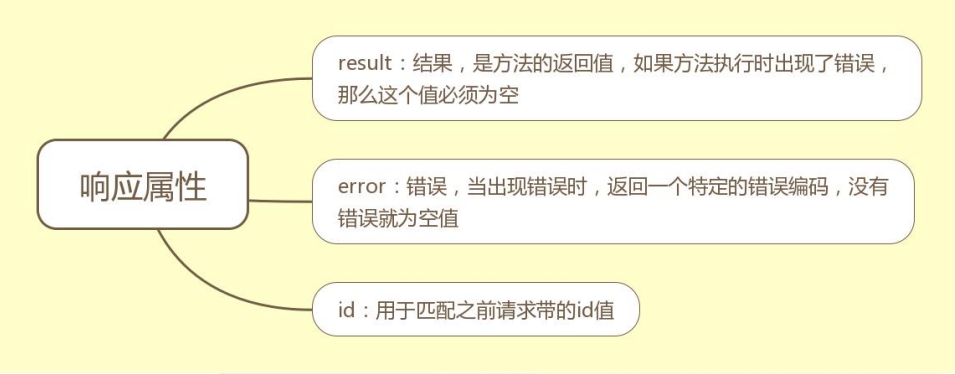 响应属性
result：结果，是方法的返回值，如果方法执行时出现了错误，
那么这个值必须为空
error：错误，当出现错误时，返回一个特定的错误编码，没有
错误就为空值
id：用于匹配之前请求带的id值